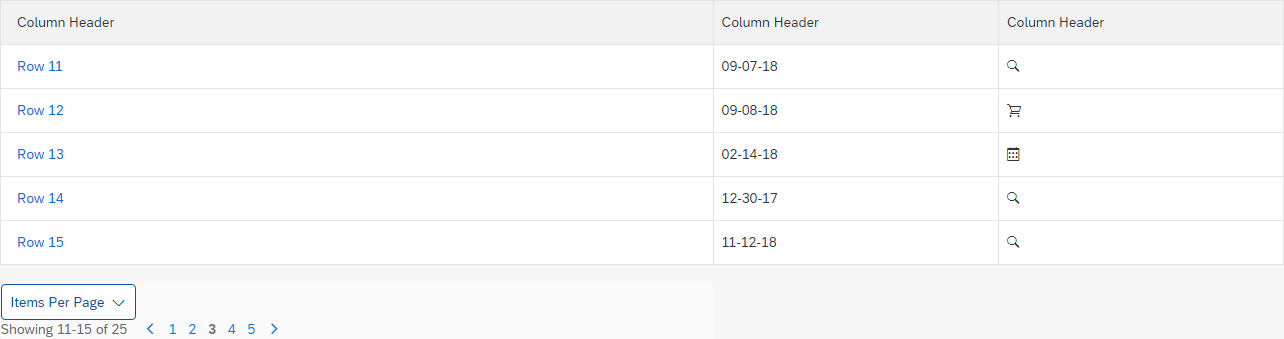 Column Header Column Header Column Header
Row 11 09-07-18
Row 12 09-08-18
Row 13 02-14-18
Row 14 12-30-17
Row 15 11-12-18
Items Per Page
Showing 11-15 of 25 1 2 3 4 5